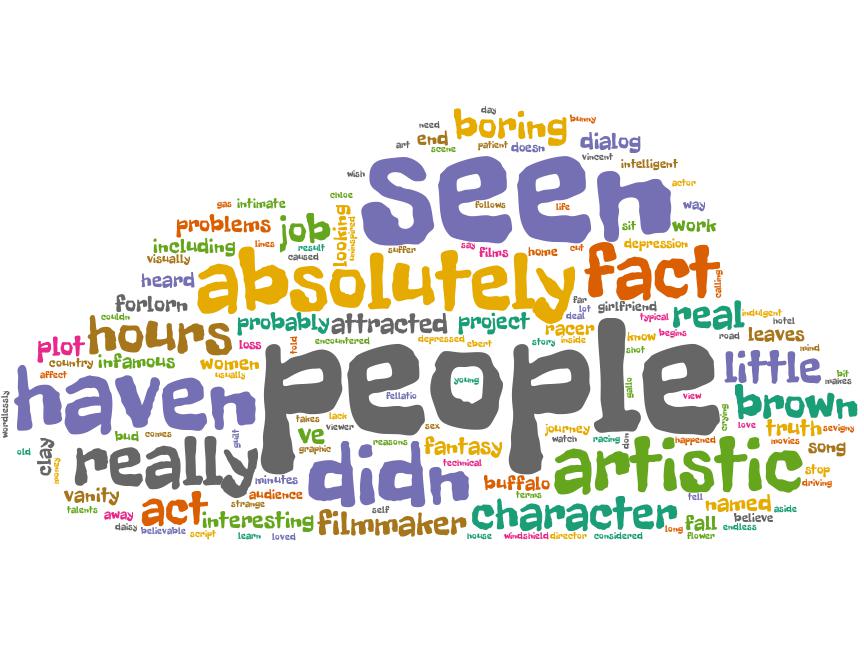 day
need
boring
bunny
art
end
scene
patient
doesn
dialog
vincent
intelligent
wish
seen
actor
chloe
follows
life
way
gas
intimate
problems
job
looking
uninspired
sit
work
including
lines
result
suffer
say
films
home
cut
depression
visually
caused
heard
absolutely
fact
calling
forlorn
far
lot
girlfriend
couldn
hours
probably
attracted
project
racer
typical
real
indulgent
hotel
plot
loss
told
encountered
depressed
ebert
story
inside
know
begins
road
leaves
country
infamous
women
shot
mind
affect
usually
people
young
little
bit
makes
wordlessly
haven
fellatio
gallo
view
brown
takes
lack
viewer
sex
journey
crying
love
truth
sevigny
bud
comes
guilt
ve
graphic
reasons
fantasy
watch
racing
don
happened
movies
song
old
clay
money
really
minutes
didn
technical
artistic
stop
driving
vanity
audience
buffalo
terms
tell
named
aside
talents
away
act
strange
self
daisy
believable
script
interesting
learn
loved
filmmaker
character
house
windshield
director
considered
long
fall
flower
believe
endless